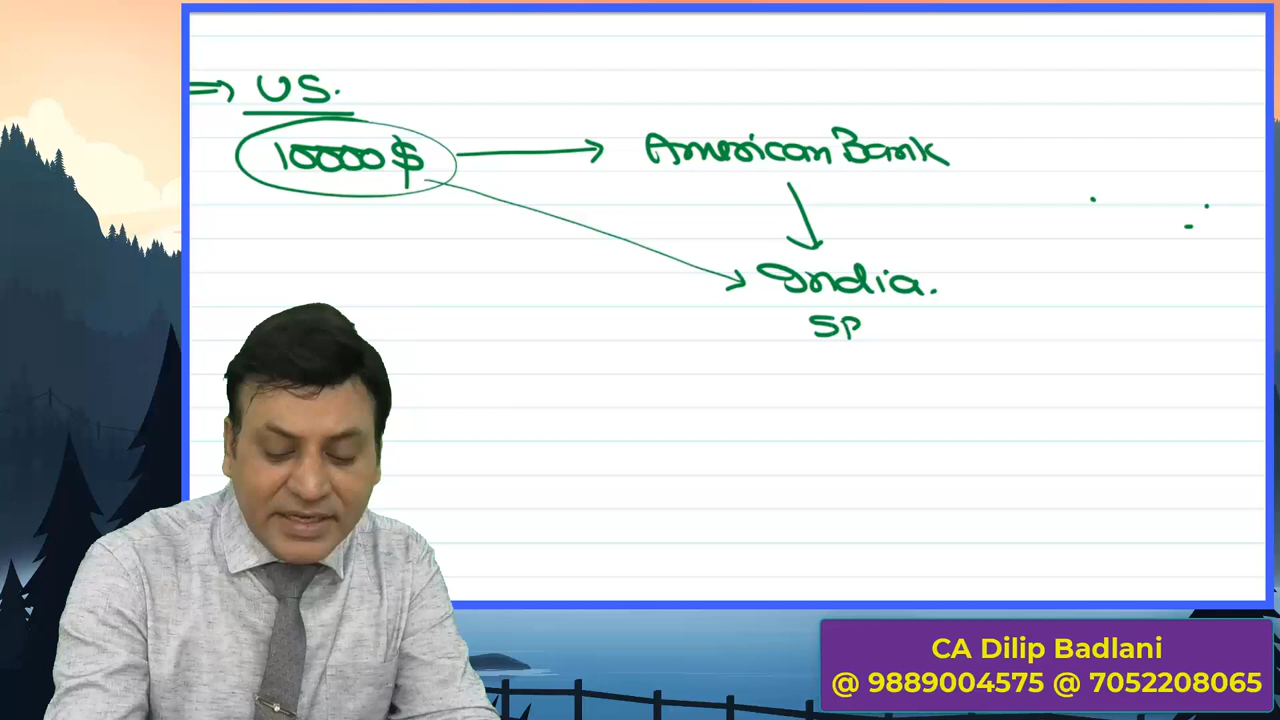 ⇒ US.
10000$ → American Bank
India.
SP
CA Dilip Badlani
@ 9889004575 @ 7052208065